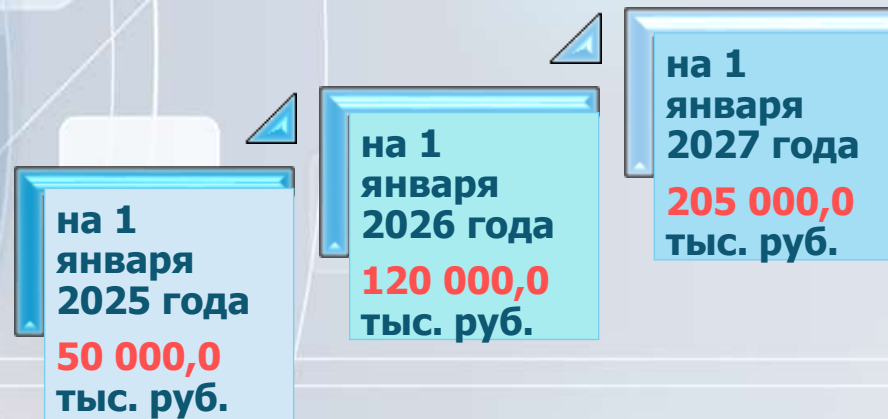 на 1
января
2025 года
50 000,0
тыс. руб.
на 1
января
2026 года
120 000,0
тыс. руб.
на 1
января
2027 года
205 000,0
тыс. руб.